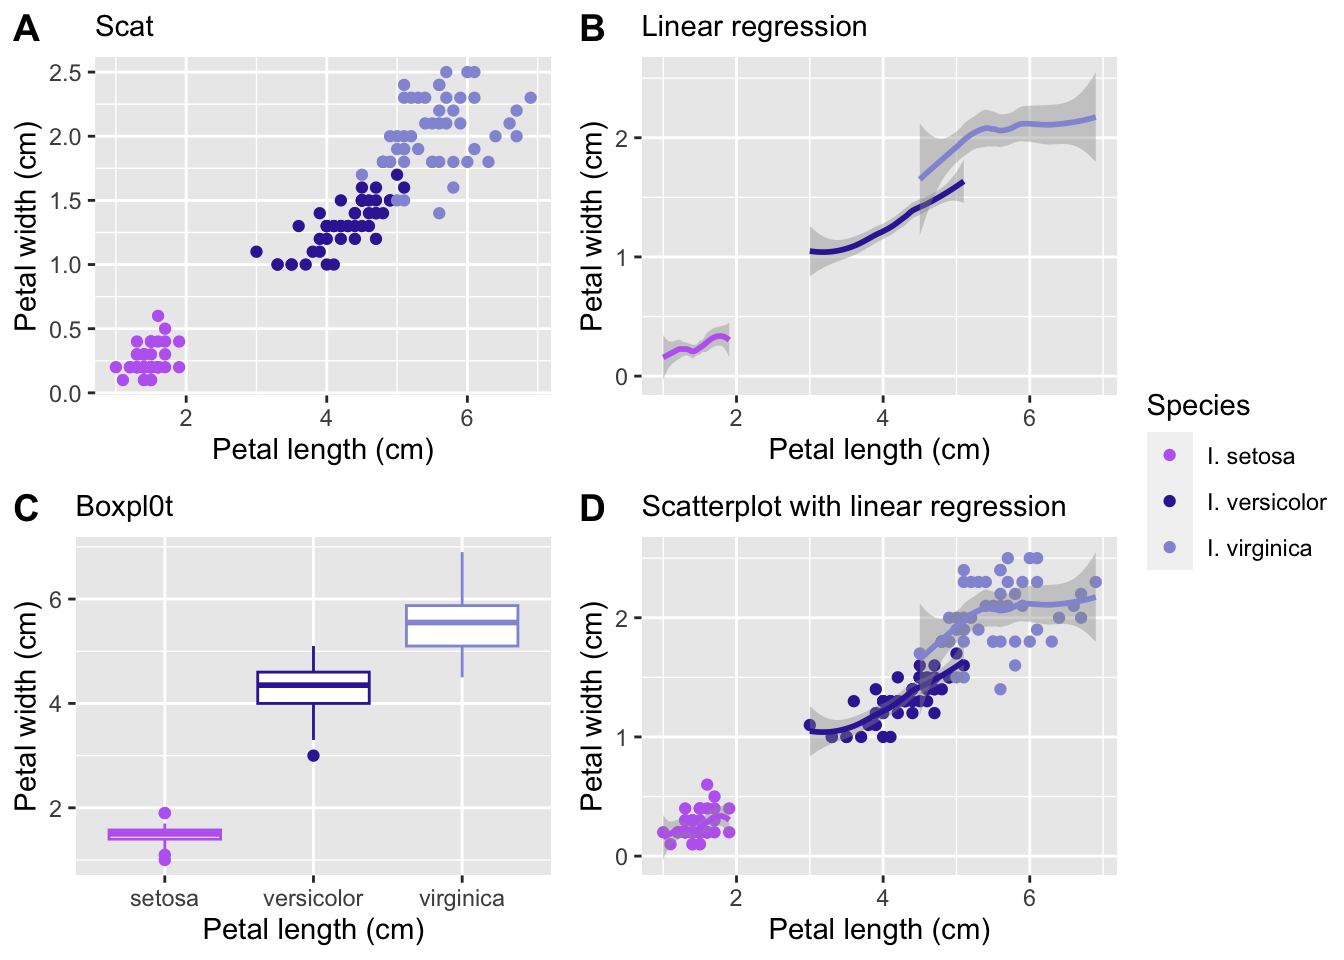 A Scat
2.5
2.0
1.5
1.0
0.5
0.0
Petal width (cm)
2 4 6
Petal length (cm)
B Linear regression
2
1
0
Petal width (cm)
2 4 6
Petal length (cm)
Species
I. setosa
I. versicolor
I. virginica
C Boxpl0t
6
4
2
Petal width (cm)
setosa versicolor virginica
Petal length (cm)
D Scatterplot with linear regression
2
1
0
Petal width (cm)
2 4 6
Petal length (cm)